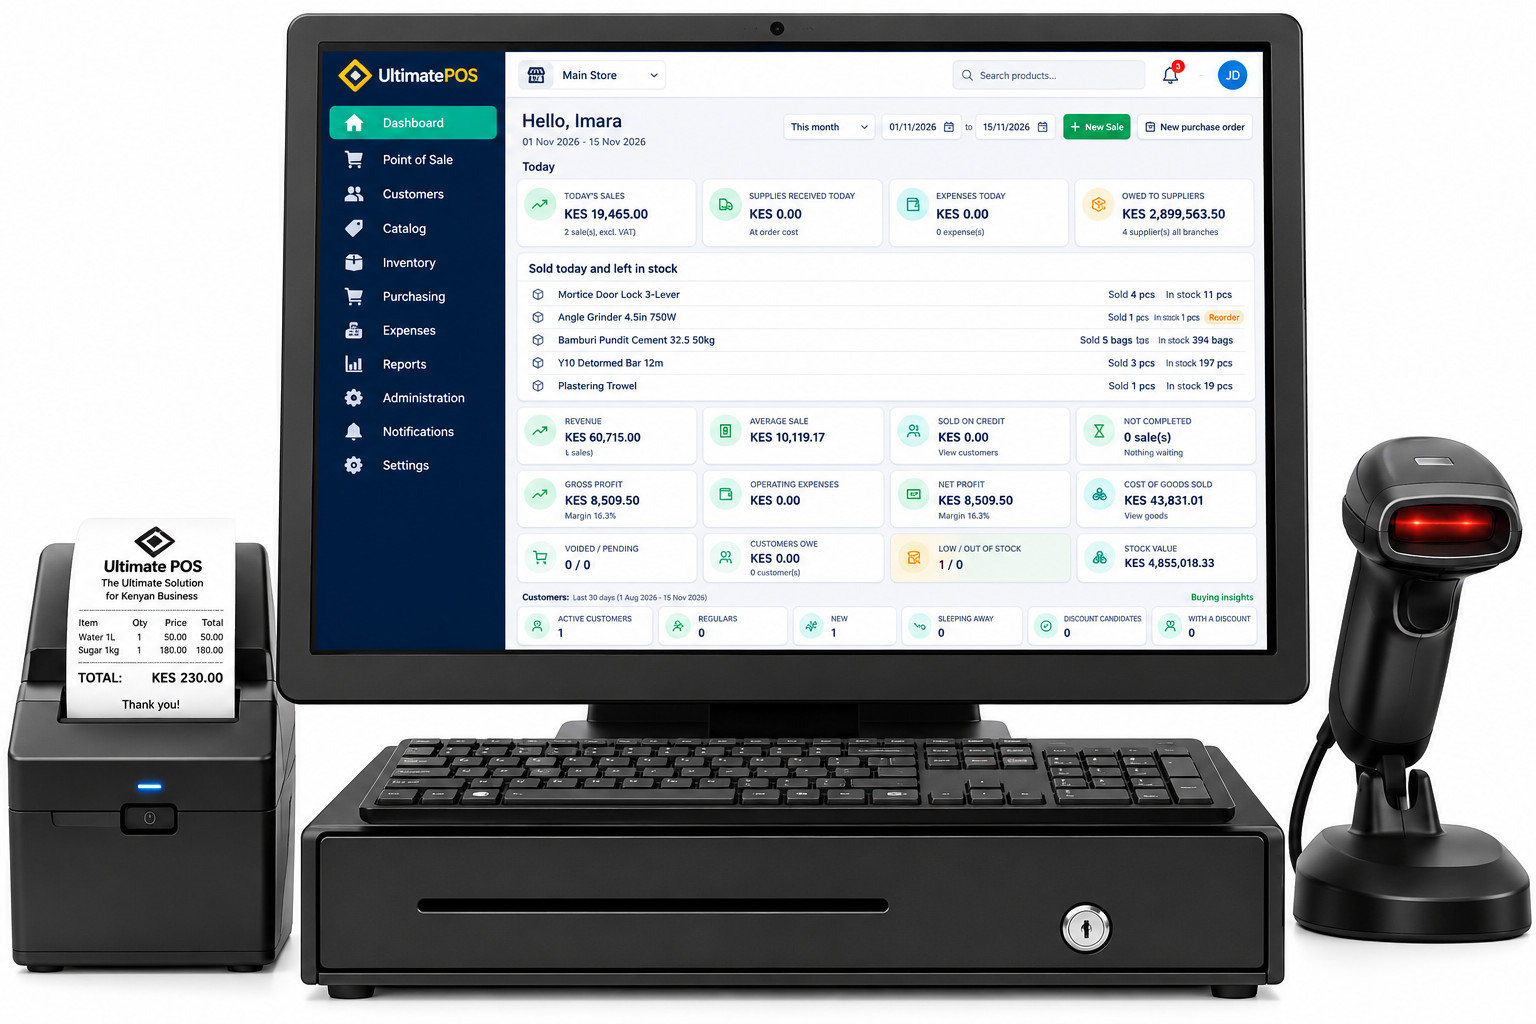 UltimatePOS
Main Store
Search products...
3
JD
Dashboard
Point of Sale
Customers
Catalog
Inventory
Purchasing
Expenses
Reports
Administration
Notifications
Settings
Hello, Imara
01 Nov 2026 - 15 Nov 2026
This month
01/11/2026 to 15/11/2026
+ New Sale
New purchase order
Today
TODAY'S SALES
KES 19,465.00
2 sale(s), excl. VAT)
SUPPLIES RECEIVED TODAY
KES 0.00
At order cost
EXPENSES TODAY
KES 0.00
0 expense(s)
OWED TO SUPPLIERS
KES 2,899,563.50
4 supplier(s) all branches
Sold today and left in stock
Mortice Door Lock 3-Lever Sold 4 pcs In stock 11 pcs
Angle Grinder 4.5in 750W Sold 1 pcs In stock 1 pcs Reorder
Bamburi Pundit Cement 32.5 50kg Sold 5 bags In stock 394 bags
Y10 Detormed Bar 12m Sold 3 pcs In stock 197 pcs
Plastering Trowel Sold 1 pcs In stock 19 pcs
REVENUE
KES 60,715.00
sales)
AVERAGE SALE
KES 10,119.17
SOLD ON CREDIT
KES 0.00
View customers
NOT COMPLETED
0 sale(s)
Nothing waiting
GROSS PROFIT
KES 8,509.50
Margin 16.3%
OPERATING EXPENSES
KES 0.00
NET PROFIT
KES 8,509.50
Margin 16.3%
COST OF GOODS SOLD
KES 43,831.01
View goods
VOIDED / PENDING
0 / 0
CUSTOMERS OWE
KES 0.00
0 customer(s)
LOW / OUT OF STOCK
1 / 0
STOCK VALUE
KES 4,855,018.33
Customers: Last 30 days (1 Aug 2026 - 15 Nov 2026)
Buying insights
ACTIVE CUSTOMERS
1
REGULARS
0
NEW
1
SLEEPING AWAY
0
DISCOUNT CANDIDATES
0
WITH A DISCOUNT
0
Ultimate POS
The Ultimate Solution
for Kenyan Business
Item Qty Price Total
Water 1L 1 50.00 50.00
Sugar 1kg 1 180.00 180.00
TOTAL: KES 230.00
Thank you!